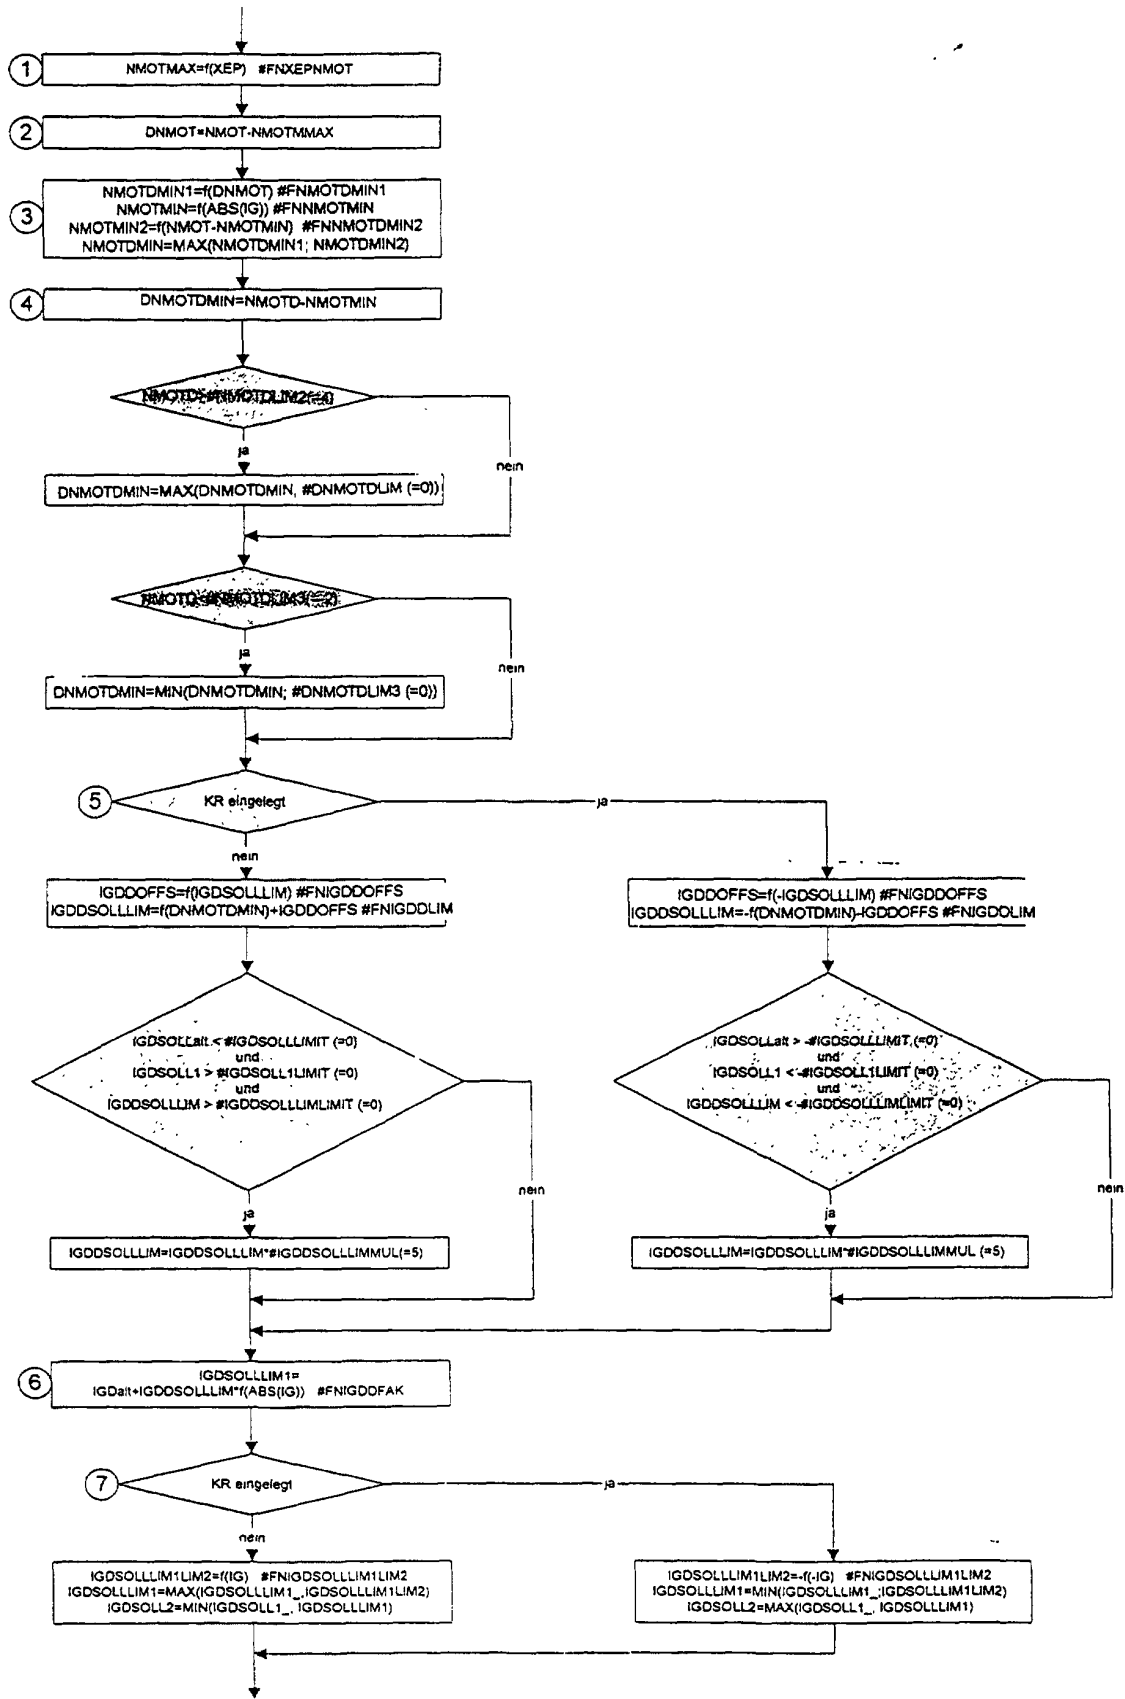 1
NMOTMAX=f(XEP) #FNXEPNMOT
2
DNMOT=NMOT-NMOTMMAX
3
NMOTDMIN1=f(DNMOT) #FNMOTDMIN1
NMOTMIN=f(ABS(IG)) #FNNMOTMIN
NMOTMIN2=f(NMOT-NMOTMIN) #FNNMOTDMIN2
NMOTDMIN=MAX(NMOTDMIN1; NMOTDMIN2)
4
DNMOTDMIN=NMOTD-NMOTMIN
NMOTD>#NMOTDLIM2(=4)
ja
nein
DNMOTDMIN=MAX(DNMOTDMIN, #DNMOTDLIM (=0))
NMOTD<#NMOTDLIM3(=2)
ja
nein
DNMOTDMIN=MIN(DNMOTDMIN; #DNMOTDLIM3 (=0))
5
KR eingelegt
ja
nein
IGDDOFFS=f(IGDSOLLLIM) #FNIGDDOFFS
IGDDSOLLLIM=f(DNMOTDMIN)+IGDDOFFS #FNIGDDLIM
IGDDOFFS=f(-IGDSOLLLIM) #FNIGDDOFFS
IGDDSOLLLIM=-f(DNMOTDMIN)-IGDDOFFS #FNIGDDLIM
IGDSOLLalt < #IGDSOLLLIMIT (=0)
und
IGDSOLL1 > #IGDSOLL1LIMIT (=0)
und
IGDDSOLLLIM > #IGDDSOLLLIMLIMIT (=0)
IGDSOLLalt > -#IGDSOLLLIMIT (=0)
und
IGDSOLL1 < -#IGDSOLL1LIMIT (=0)
und
IGDDSOLLLIM < -#IGDDSOLLLIMLIMIT (=0)
nein
nein
ja
ja
IGDDSOLLLIM=IGDDSOLLLIM*#IGDDSOLLLIMMUL(=5)
IGDDSOLLLIM=IGDDSOLLLIM*#IGDDSOLLLIMMUL (=5)
6
IGDSOLLLIM1=
IGDalt+IGDDSOLLLIM*f(ABS(IG)) #FNIGDDFAK
7
KR eingelegt
ja
nein
IGDSOLLLIM1LIM2=f(IG) #FNIGDSOLLLIM1LIM2
IGDSOLLLIM1=MAX(IGDSOLLLIM1_,IGDSOLLLIM1LIM2)
IGDSOLL2=MIN(IGDSOLL1_, IGDSOLLLIM1)
IGDSOLLLIM1LIM2=-f(-IG) #FNIGDSOLLLIM1LIM2
IGDSOLLLIM1=MIN(IGDSOLLLIM1_;IGDSOLLLIM1LIM2)
IGDSOLL2=MAX(IGDSOLL1_, IGDSOLLLIM1)